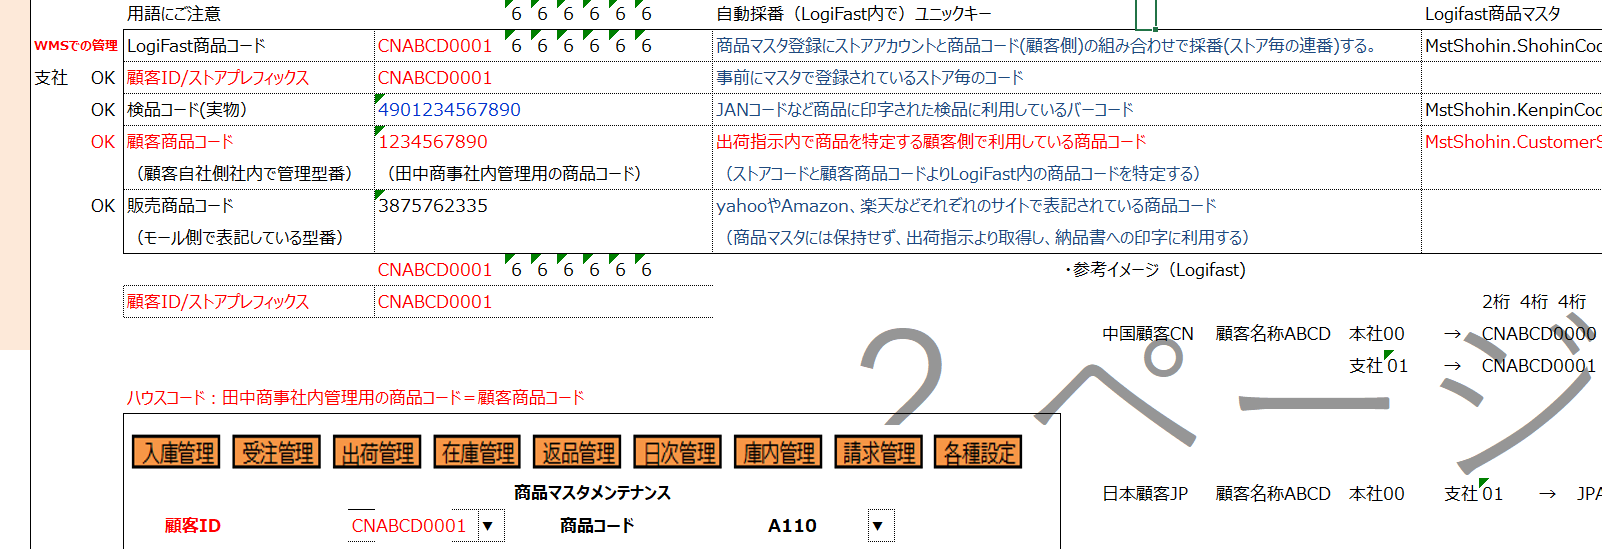 用語にご注意 6 6 6 6 6 6 自動採番（LogiFast内で）ユニックキー Logifast商品マスタ
WMSでの管理 LogiFast商品コード CNABCD0001 6 6 6 6 6 6 商品マスタ登録にストアアカウントと商品コード(顧客側)の組み合わせで採番(ストア毎の連番)する。 MstShohin.ShohinCod
支社 OK 顧客ID/ストアプレフィックス CNABCD0001 事前にマスタで登録されているストア毎のコード
OK 検品コード(実物) 4901234567890 JANコードなど商品に印字された検品に利用しているバーコード MstShohin.KenpinCod
OK 顧客商品コード 1234567890 出荷指示内で商品を特定する顧客側で利用している商品コード MstShohin.CustomerS
（顧客自社側社内で管理型番） （田中商事社内管理用の商品コード） （ストアコードと顧客商品コードよりLogiFast内の商品コードを特定する）
OK 販売商品コード 3875762335 yahooやAmazon、楽天などそれぞれのサイトで表記されている商品コード
（モール側で表記している型番） （商品マスタには保持せず、出荷指示より取得し、納品書への印字に利用する）
CNABCD0001 6 6 6 6 6 6 ・参考イメージ（Logifast）
顧客ID/ストアプレフィックス CNABCD0001 2桁 4桁 4桁
中国顧客CN 顧客名称ABCD 本社00 → CNABCD0000
支社 01 → CNABCD0001
2 ページ
ハウスコード：田中商事社内管理用の商品コード＝顧客商品コード
入庫管理 受注管理 出荷管理 在庫管理 返品管理 日次管理 庫内管理 請求管理 各種設定
商品マスタメンテナンス 日本顧客JP 顧客名称ABCD 本社00 支社 01 → JPA
顧客ID CNABCD0001 ▼ 商品コード A110 ▼